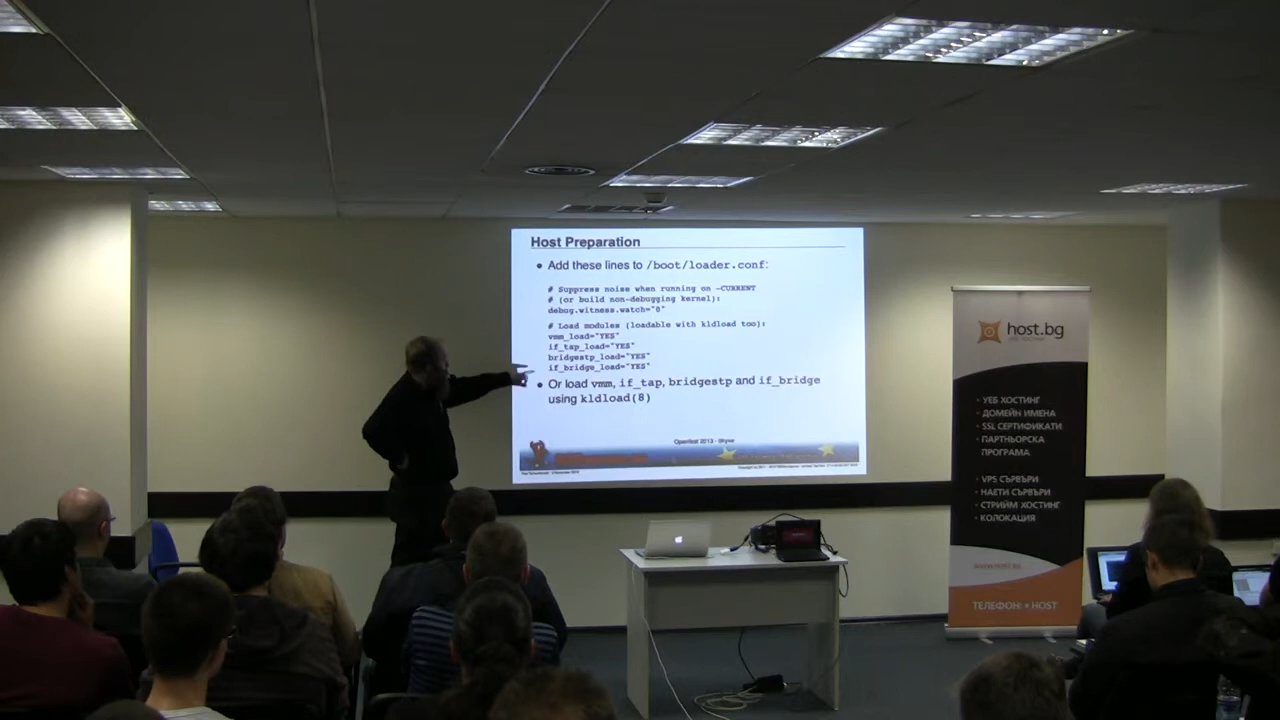 Host Preparation
• Add these lines to /boot/loader.conf:
# Suppress noise when running on -CURRENT
# (or build non-debugging kernel):
debug.witness.watch="0"
# Load modules (loadable with kldload too):
vmm_load="YES"
if_tap_load="YES"
bridgestp_load="YES"
if_bridge_load="YES"
• Or load vmm, if_tap, bridgestp and if_bridge
using kldload(8)
OpenFest 2013 -
host.bg
• УЕБ ХОСТИНГ
• ДОМЕЙН ИМЕНА
• SSL СЕРТИФИКАТИ
• ПАРТНЬОРСКА
ПРОГРАМА
• VPS СЪРВЪРИ
• НАЕТИ СЪРВЪРИ
• СТРИЙМ ХОСТИНГ
• КОЛОКАЦИЯ
ТЕЛЕФОН: * HOST